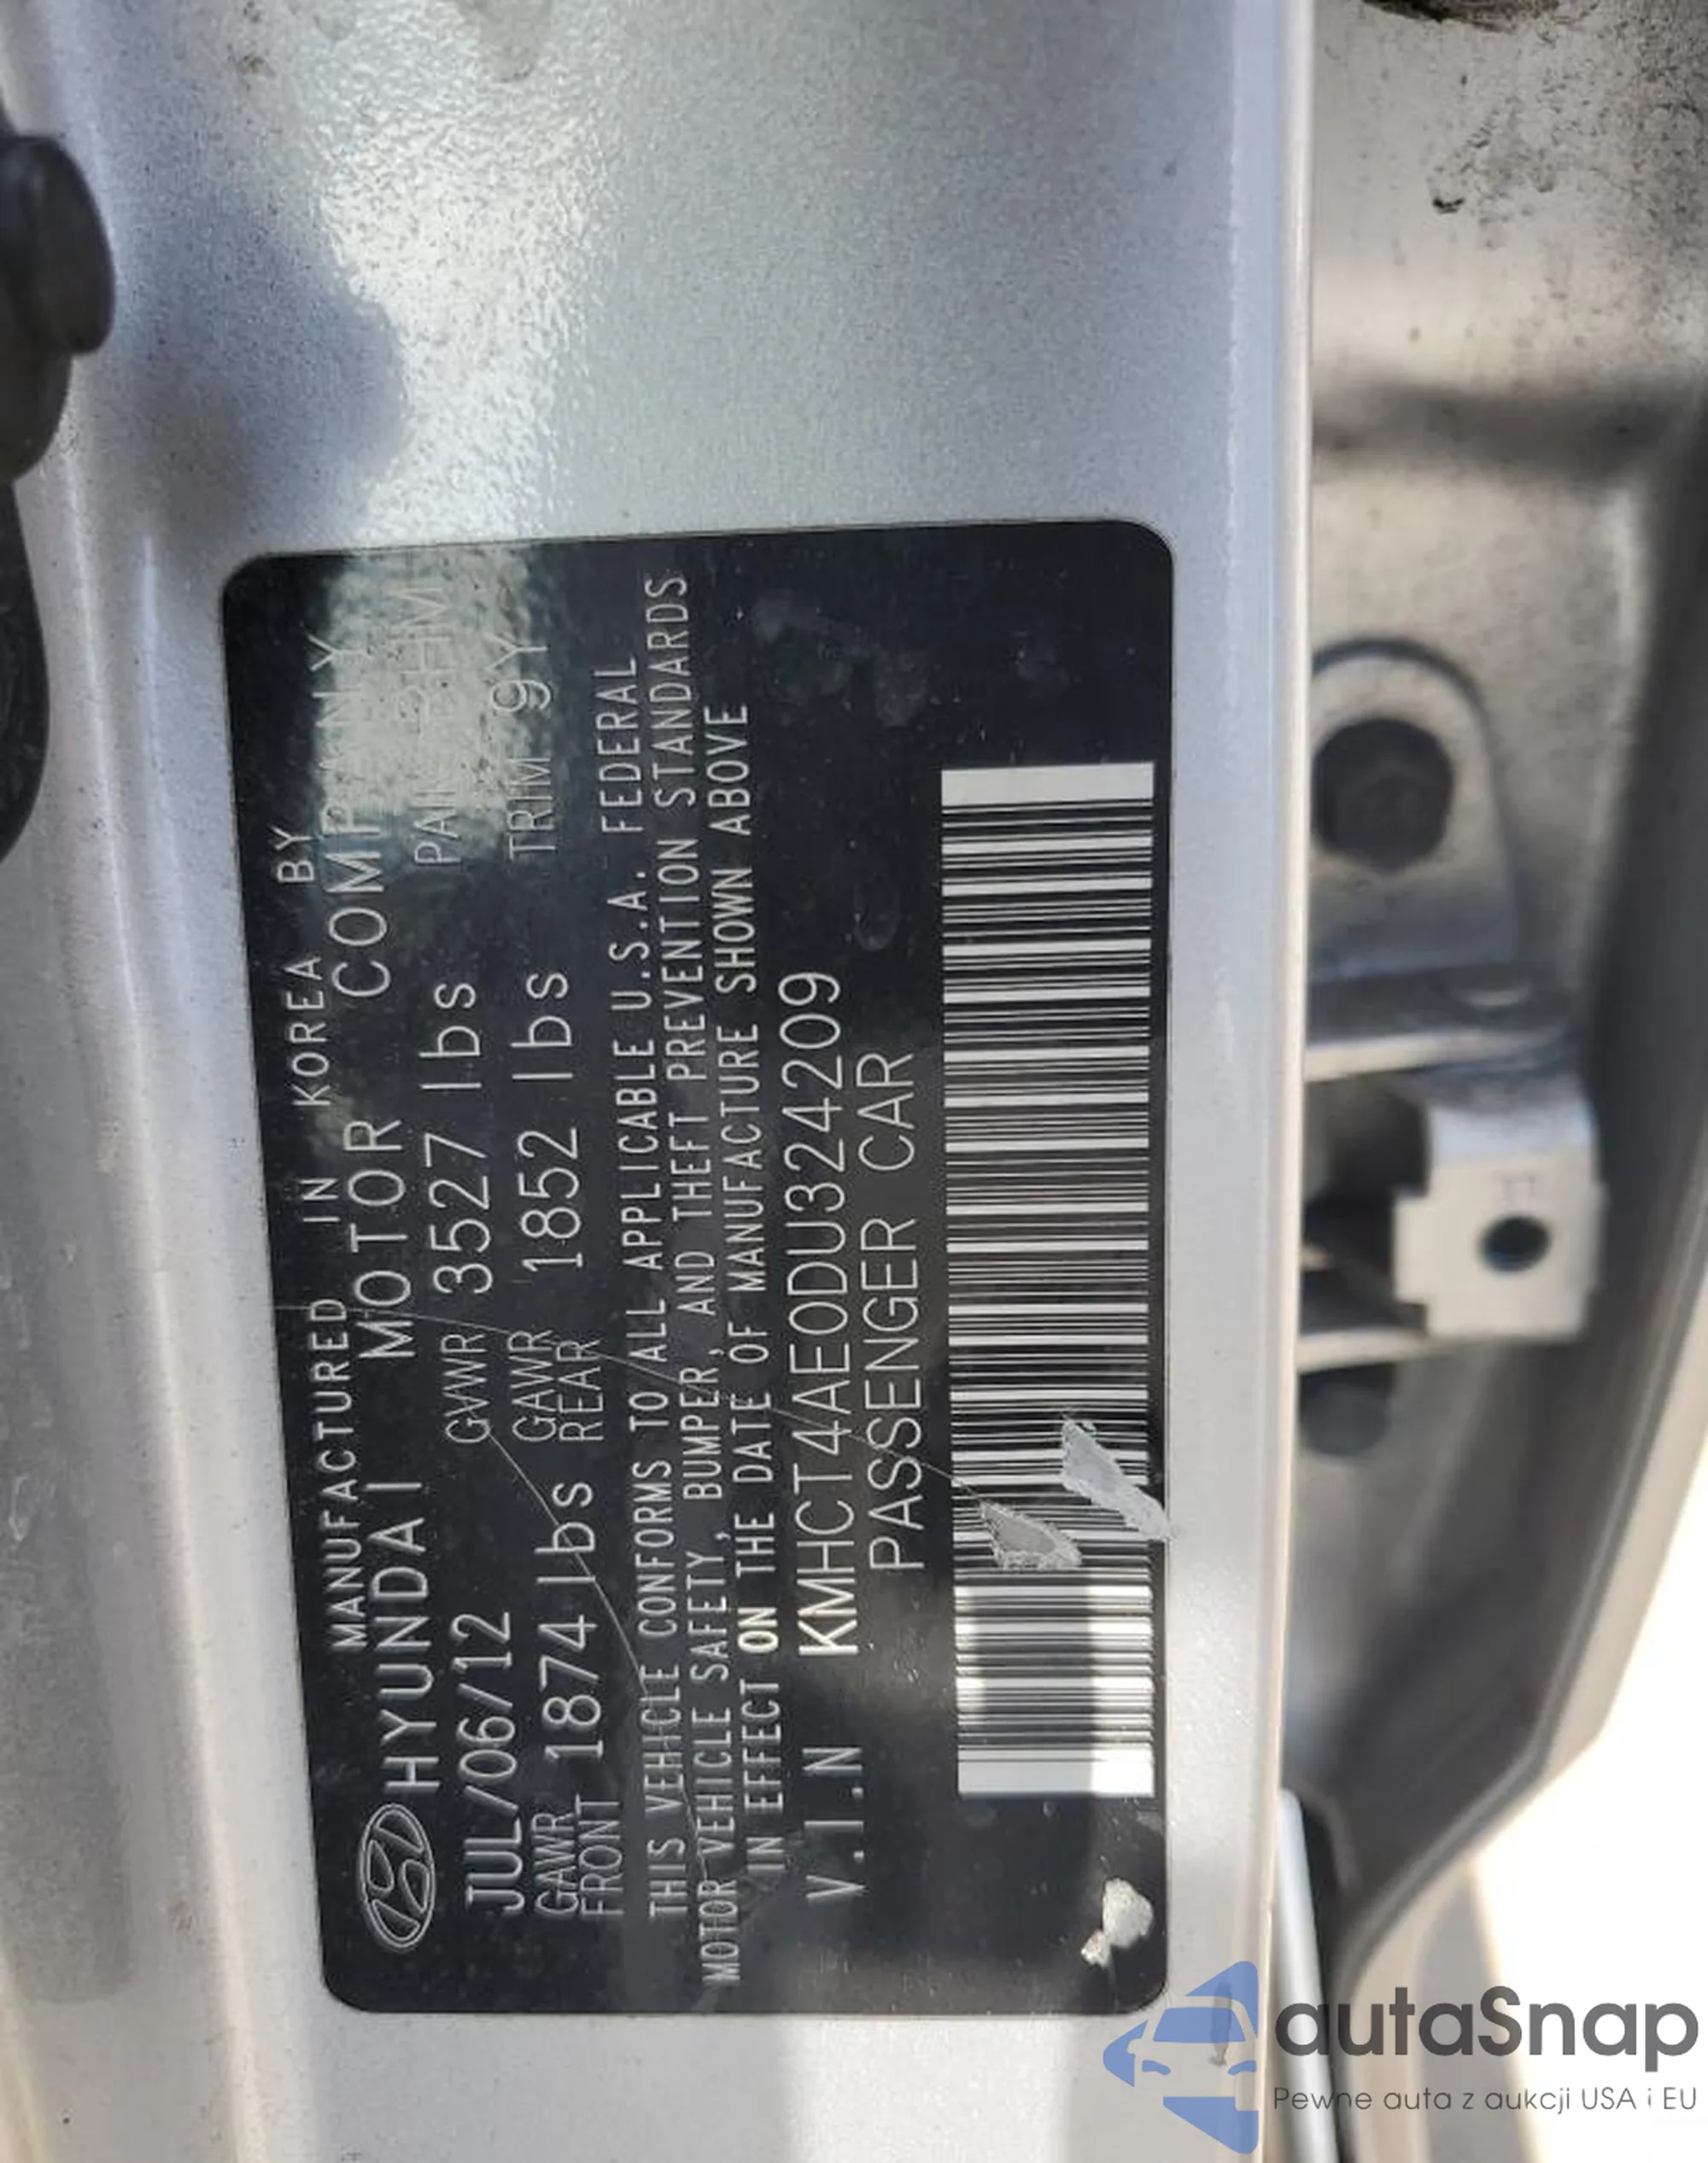 MANUFACTURED IN KOREA BY
HYUNDAI MOTOR COMPANY
JUL/06/12 GVWR 3527 lbs PAINT RHM
GAWR FRONT 1874 lbs GAWR REAR 1852 lbs TRIM 9Y
THIS VEHICLE CONFORMS TO ALL APPLICABLE U.S.A. FEDERAL
MOTOR VEHICLE SAFETY, BUMPER, AND THEFT PREVENTION STANDARDS
IN EFFECT ON THE DATE OF MANUFACTURE SHOWN ABOVE
V.I.N KMHCT4AE0DU324209
PASSENGER CAR
autaSnap
Pewne auta z aukcji USA i EU